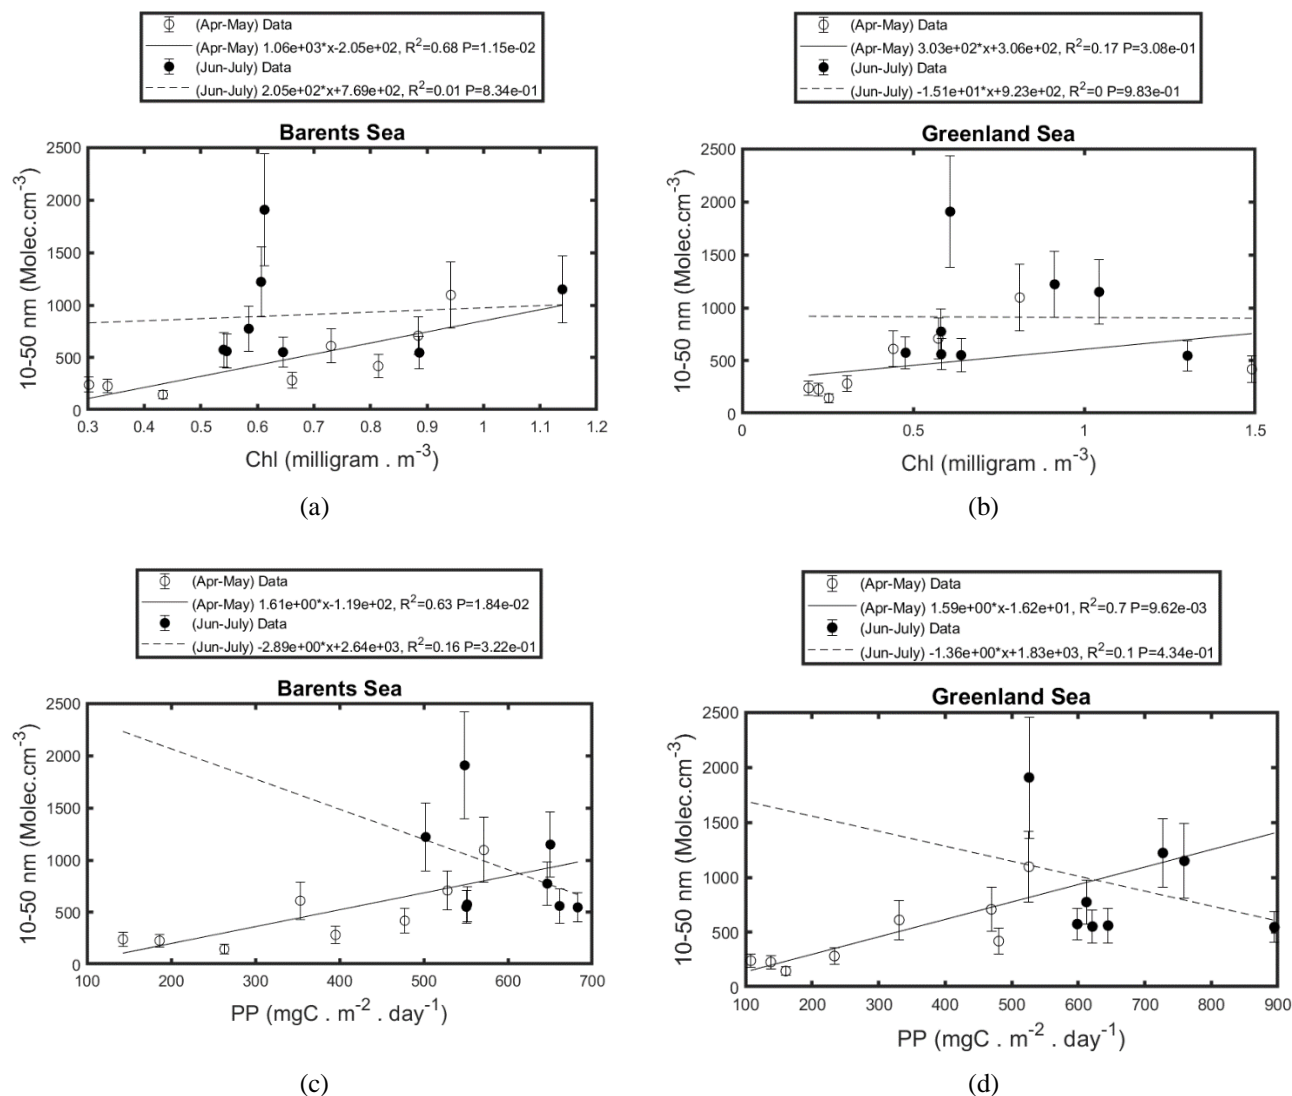 (Apr-May) Data
(Apr-May) 1.06e+03*x-2.05e+02, R²=0.68 P=1.15e-02
(Jun-July) Data
(Jun-July) 2.05e+02*x+7.69e+02, R²=0.01 P=8.34e-01
Barents Sea
10-50 nm (Molec.cm⁻³)
2500
2000
1500
1000
500
0
0.3 0.4 0.5 0.6 0.7 0.8 0.9 1 1.1 1.2
Chl (milligram . m⁻³)
(a)
(Apr-May) Data
(Apr-May) 3.03e+02*x+3.06e+02, R²=0.17 P=3.08e-01
(Jun-July) Data
(Jun-July) -1.51e+01*x+9.23e+02, R²=0 P=9.83e-01
Greenland Sea
10-50 nm (Molec.cm⁻³)
2500
2000
1500
1000
500
0
0 0.5 1 1.5
Chl (milligram . m⁻³)
(b)
(Apr-May) Data
(Apr-May) 1.61e+00*x-1.19e+02, R²=0.63 P=1.84e-02
(Jun-July) Data
(Jun-July) -2.89e+00*x+2.64e+03, R²=0.16 P=3.22e-01
Barents Sea
10-50 nm (Molec.cm⁻³)
2500
2000
1500
1000
500
0
100 200 300 400 500 600 700
PP (mgC . m⁻² . day⁻¹)
(c)
(Apr-May) Data
(Apr-May) 1.59e+00*x-1.62e+01, R²=0.7 P=9.62e-03
(Jun-July) Data
(Jun-July) -1.36e+00*x+1.83e+03, R²=0.1 P=4.34e-01
Greenland Sea
10-50 nm (Molec.cm⁻³)
2500
2000
1500
1000
500
0
100 200 300 400 500 600 700 800 900
PP (mgC . m⁻² . day⁻¹)
(d)